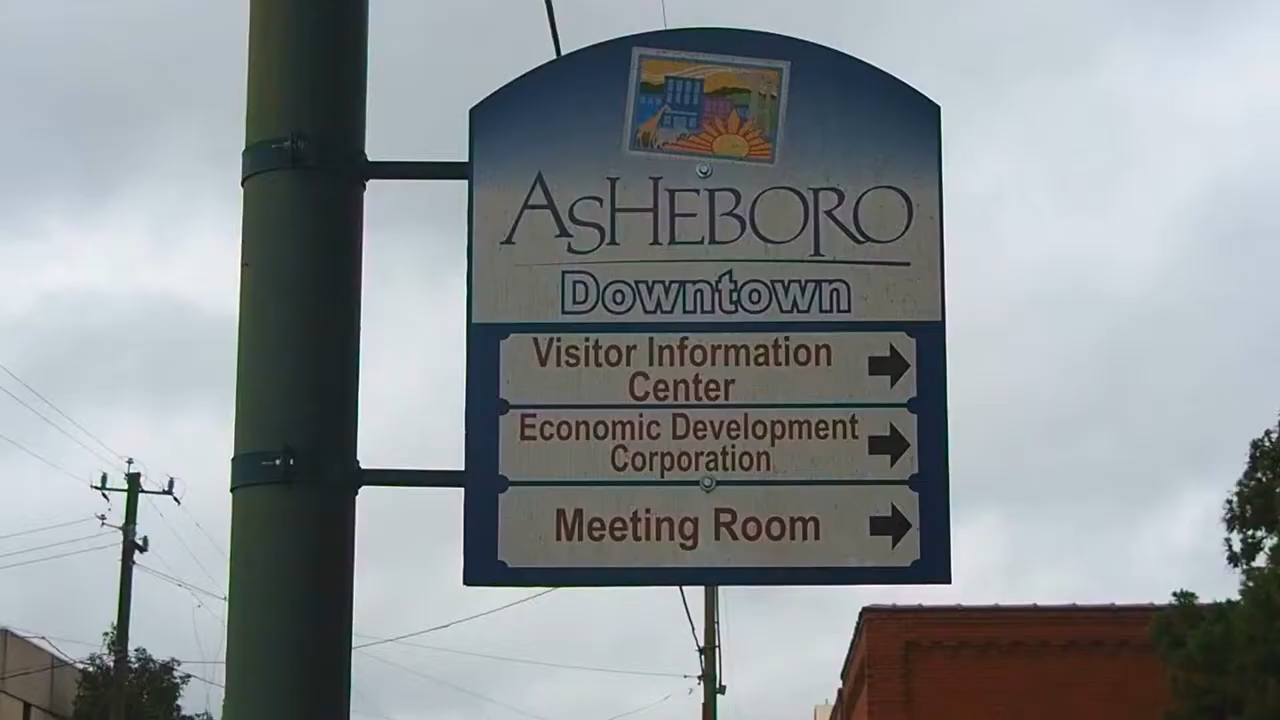 ASHEBORO
Downtown
Visitor Information
Center
Economic Development
Corporation
Meeting Room